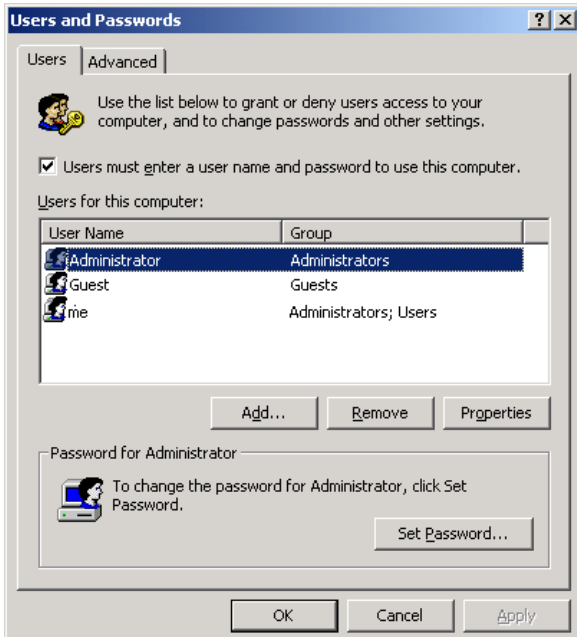 Users and Passwords
Users Advanced
Use the list below to grant or deny users access to your
computer, and to change passwords and other settings.
Users must enter a user name and password to use this computer.
Users for this computer:
User Name Group
Administrator Administrators
Guest Guests
me Administrators; Users
Add... Remove Properties
Password for Administrator
To change the password for Administrator, click Set
Password.
Set Password...
OK Cancel Apply